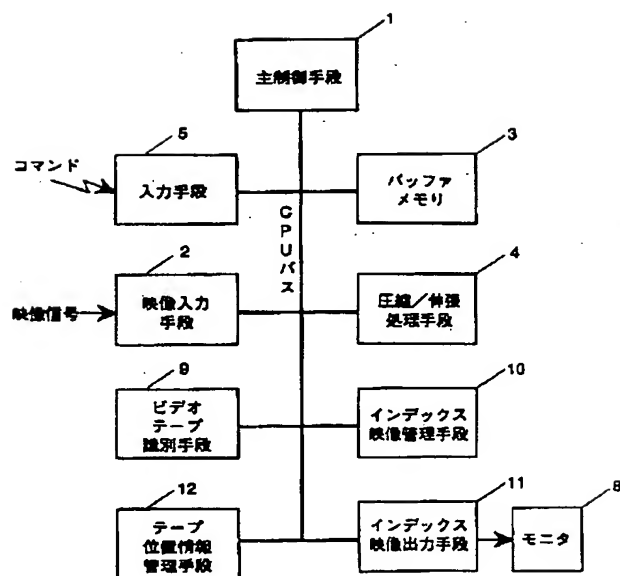 1
主制御手段
5
コマンド
入力手段
3
バッファ
メモリ
CPUバス
2
映像信号
映像入力
手段
4
圧縮/伸張
処理手段
9
ビデオ
テープ
識別手段
10
インデックス
映像管理手段
12
テープ
位置情報
管理手段
11
インデックス
映像出力手段
8
モニタ